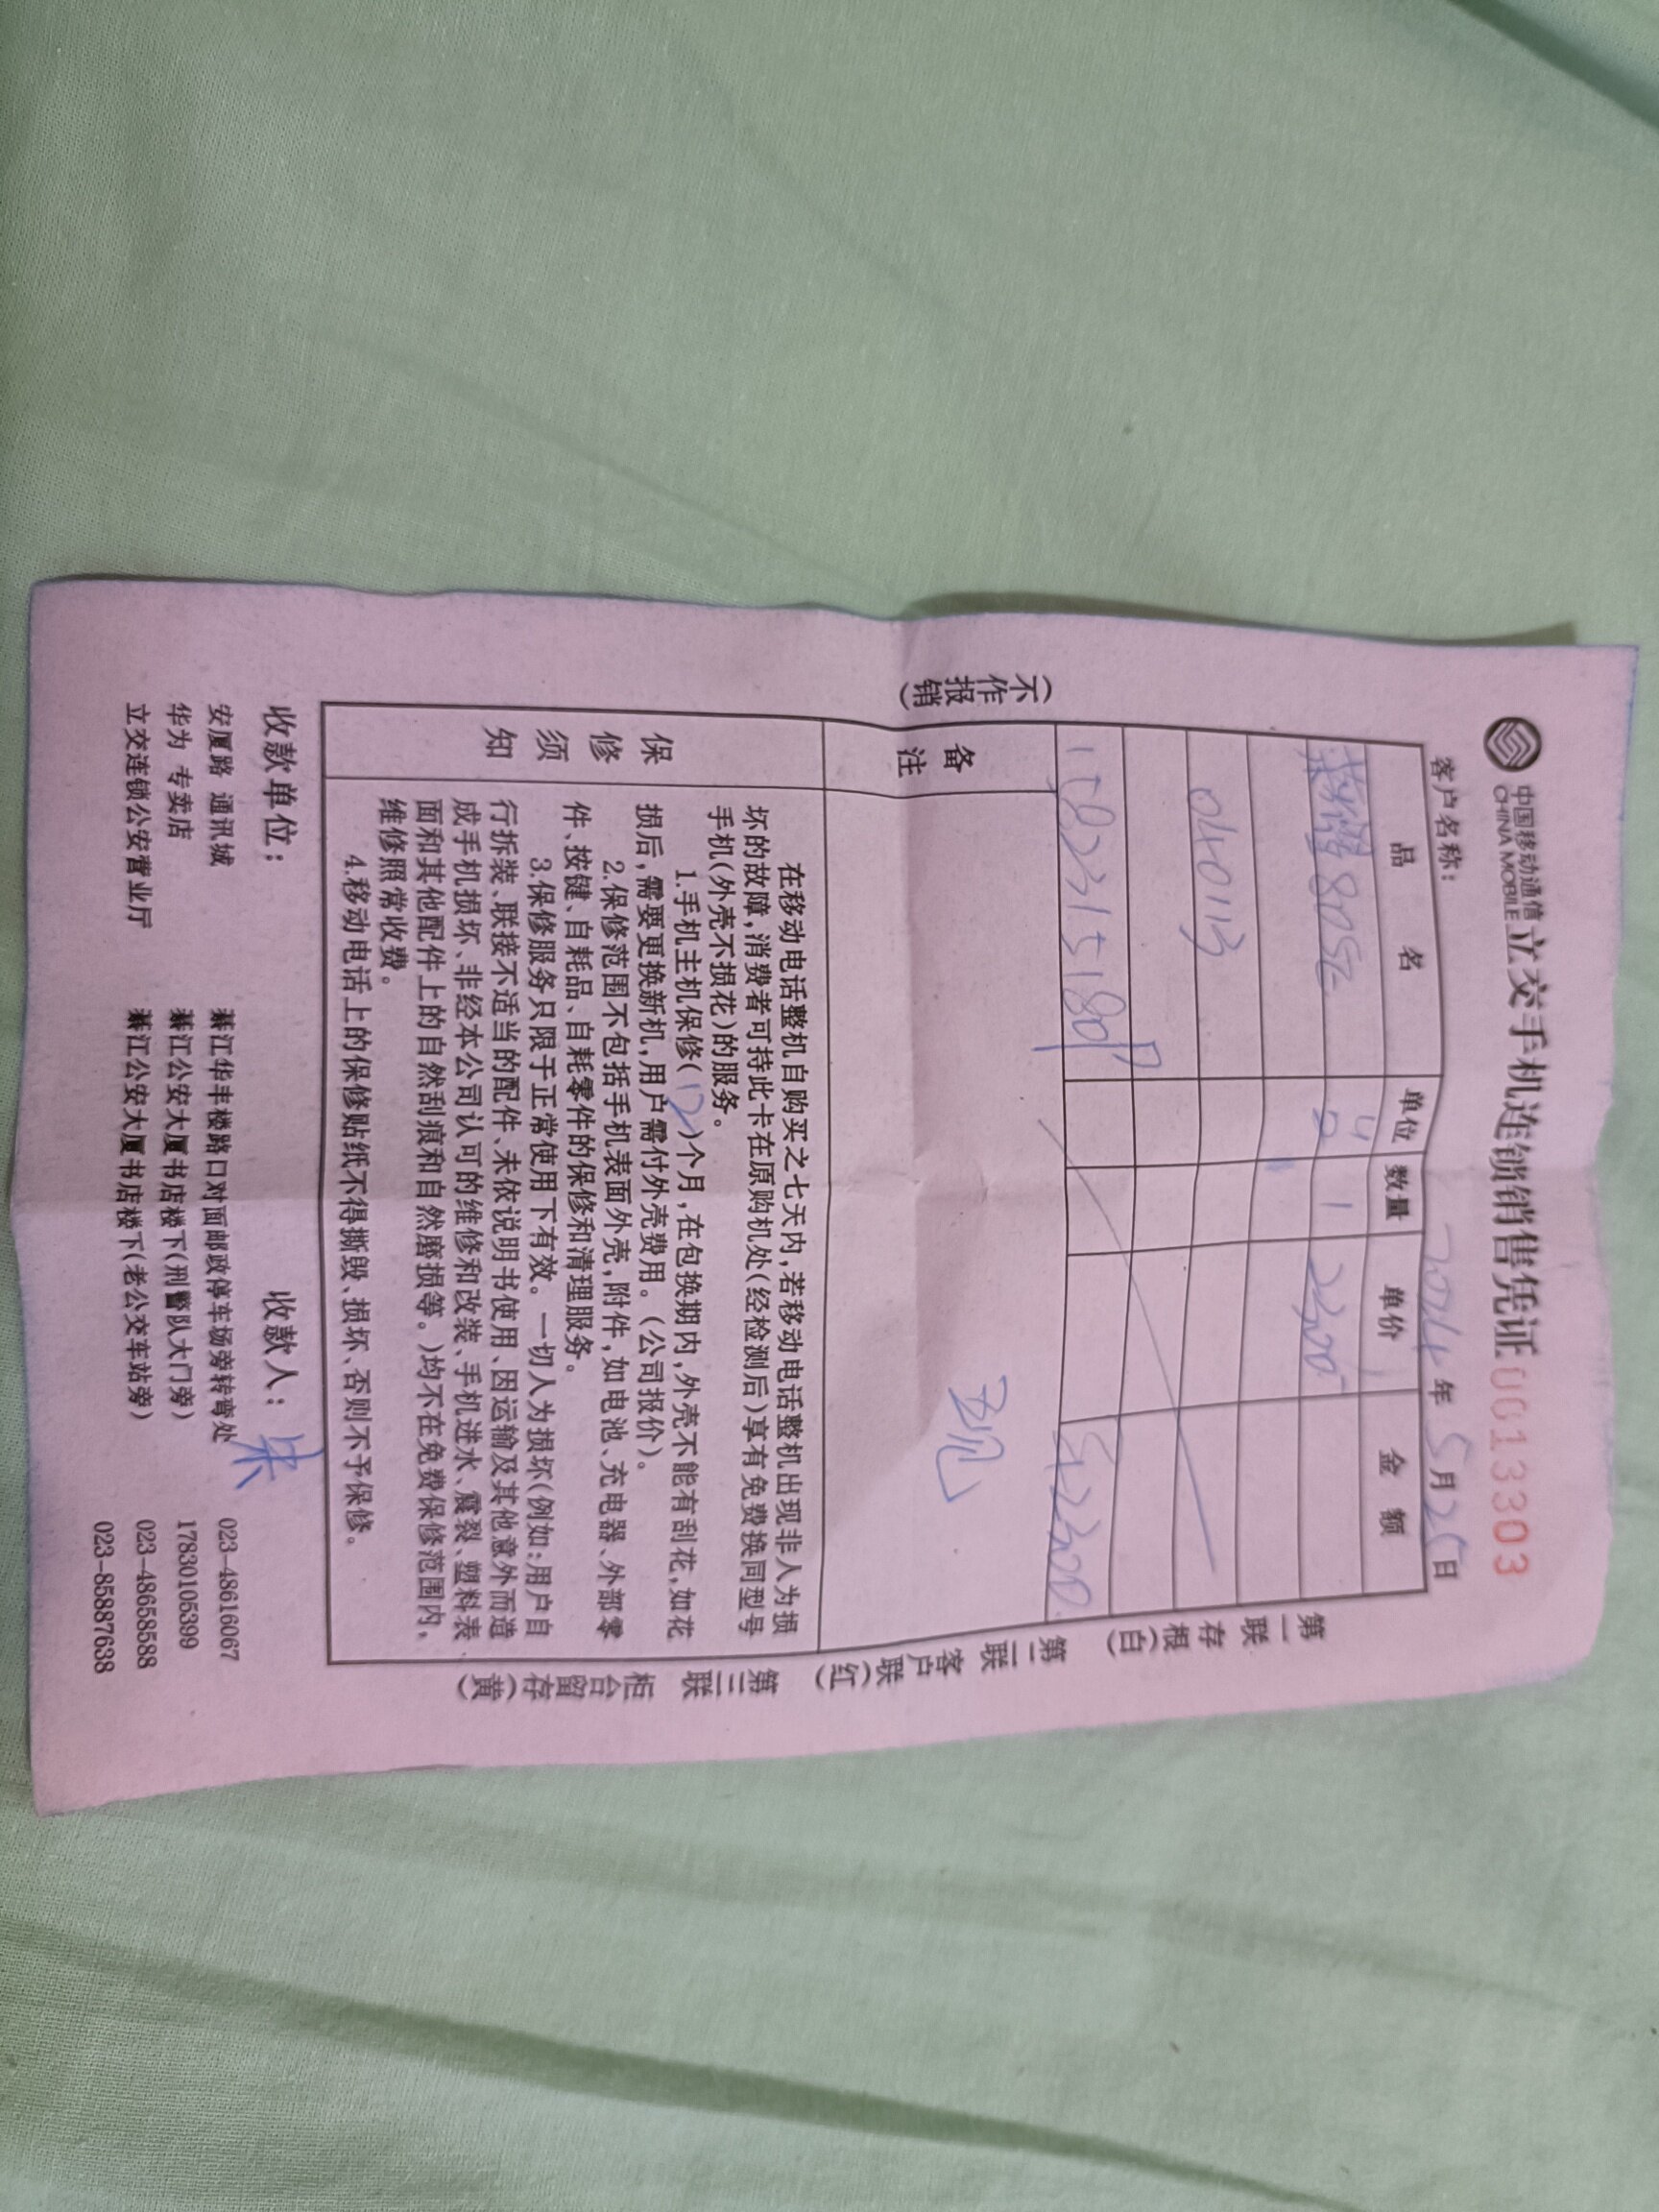 中国移动通信
CHINA MOBILE
立交手机连锁销售凭证 0013303
客户名称： 年 5 月 日
品 名 单位 数量 单价 金 额
荣耀80SE 台 1 2300
040113
2300
备注 现
(不作报销)
第一联 存根(白)
第二联 客户联(红)
第三联 柜台留存(黄)
保修须知
在移动电话整机自购买之七天内,若移动电话整机出现非人为损
坏的故障,消费者可持此卡在原购机处(经检测后)享有免费换同型号
手机(外壳不损花)的服务。
1.手机主机保修(12)个月,在包换期内,外壳不能有刮花,如花
损后,需要更换新机,用户需付外壳费用。(公司报价)。
2.保修范围不包括手机表面外壳,附件,如电池、充电器、外部零
件、按键、自耗品、自耗零件的保修和清理服务。
3.保修服务只限于正常使用下有效。一切人为损坏(例如:用户自
行拆装、联接不适当的配件、未依说明书使用、因运输及其他意外而造
成手机损坏、非经本公司认可的维修和改装、手机进水、震裂、塑料表
面和其他配件上的自然刮痕和自然磨损等。)均不在免费保修范围内,
维修照常收费。
4.移动电话上的保修贴纸不得撕毁、损坏、否则不予保修。
收款单位： 收款人：朱
安厦路 通讯城 綦江华丰楼路口对面邮政停车场旁转弯处 023-48616067
华为 专卖店 綦江公安大厦书店楼下(刑警队大门旁) 17830105399
立交连锁公安营业厅 綦江公安大厦书店楼下(老公交车站旁) 023-48658588
023-85887638